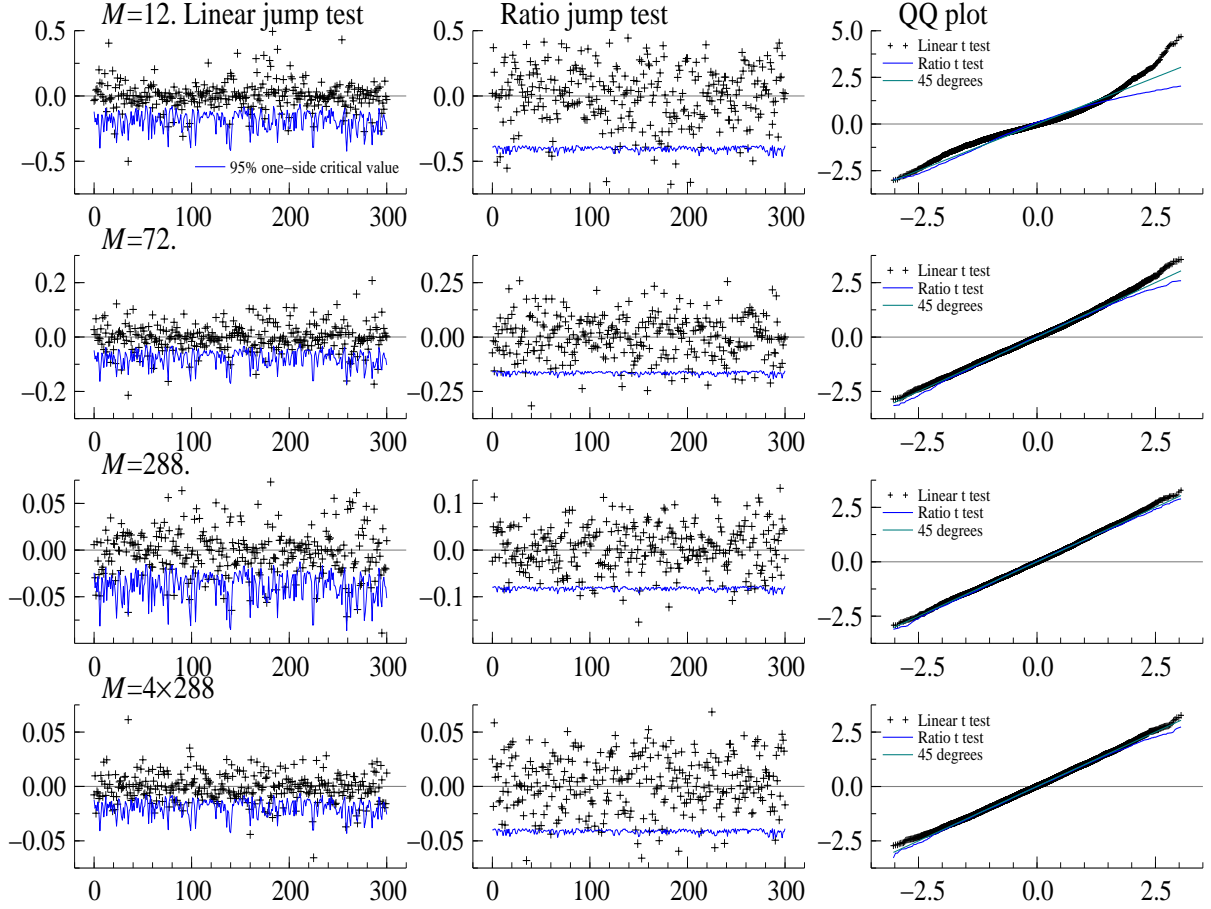 M=12. Linear jump test
Ratio jump test
QQ plot
0.5
0.0
−0.5
95% one−side critical value
0 100 200 300
0.50
0.25
0.00
−0.25
−0.50
0 100 200 300
5.0
2.5
0.0
−2.5
Linear t test
Ratio t test
45 degrees
−2.5 0.0 2.5
M=72.
0.2
0.0
−0.2
0 100 200 300
0.25
0.00
−0.25
0 100 200 300
2.5
0.0
−2.5
Linear t test
Ratio t test
45 degrees
−2.5 0.0 2.5
M=288.
0.05
0.00
−0.05
0 100 200 300
0.1
0.0
−0.1
0 100 200 300
2.5
0.0
−2.5
Linear t test
Ratio t test
45 degrees
−2.5 0.0 2.5
M=4×288
0.05
0.00
−0.05
0 100 200 300
0.05
0.00
−0.05
0 100 200 300
2.5
0.0
−2.5
Linear t test
Ratio t test
45 degrees
−2.5 0.0 2.5